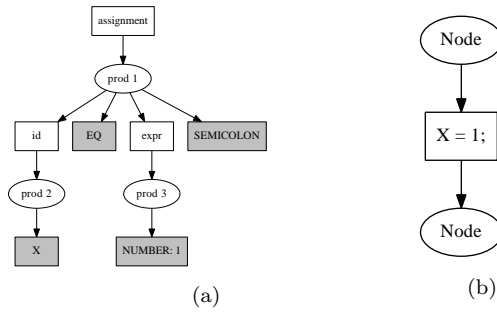 assignment
prod 1
id
EQ
expr
SEMICOLON
prod 2
prod 3
X
NUMBER: 1
(a)
Node
X = 1;
Node
(b)